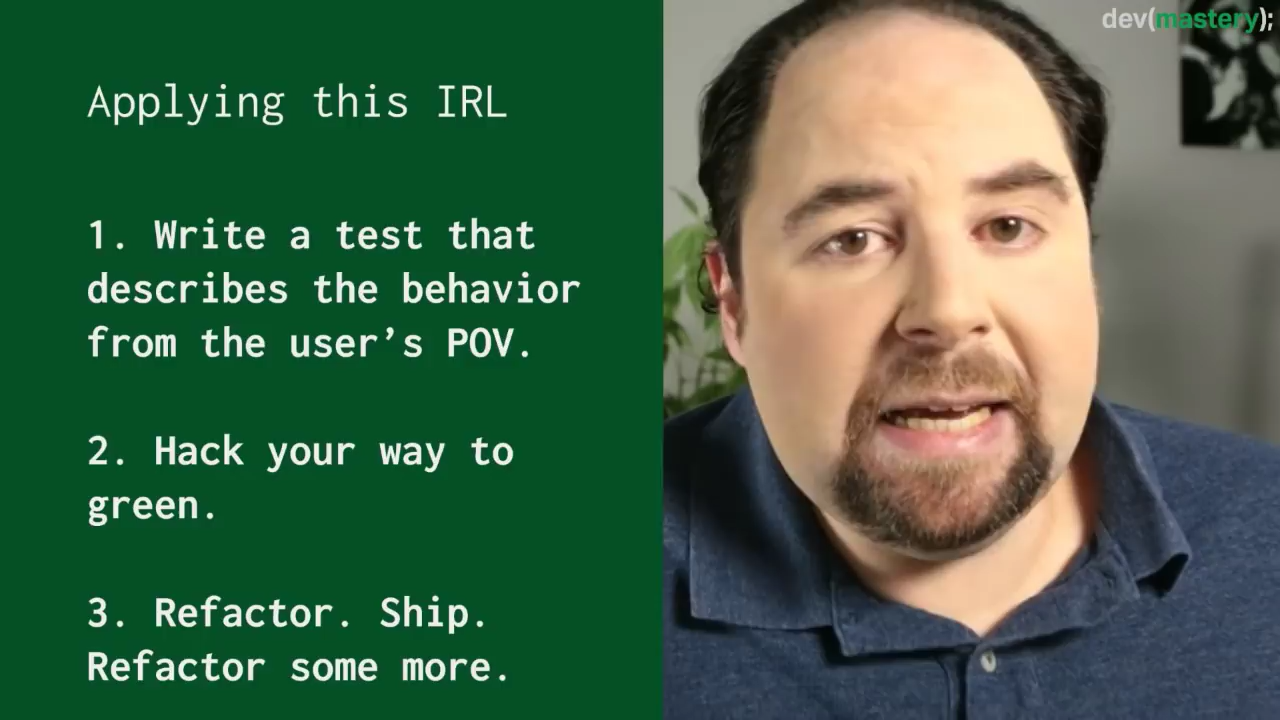 dev(mastery);
Applying this IRL
1. Write a test that
describes the behavior
from the user’s POV.
2. Hack your way to
green.
3. Refactor. Ship.
Refactor some more.